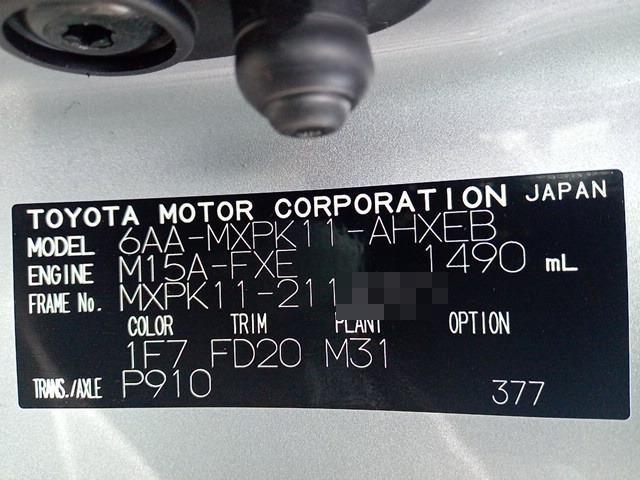 TOYOTA MOTOR CORPORATION JAPAN
MODEL 6AA-MXPK11-AHXEB
ENGINE M15A-FXE 1490 mL
FRAME No. MXPK11-211
COLOR TRIM PLANT OPTION
1F7 FD20 M31
TRANS./AXLE P910 377